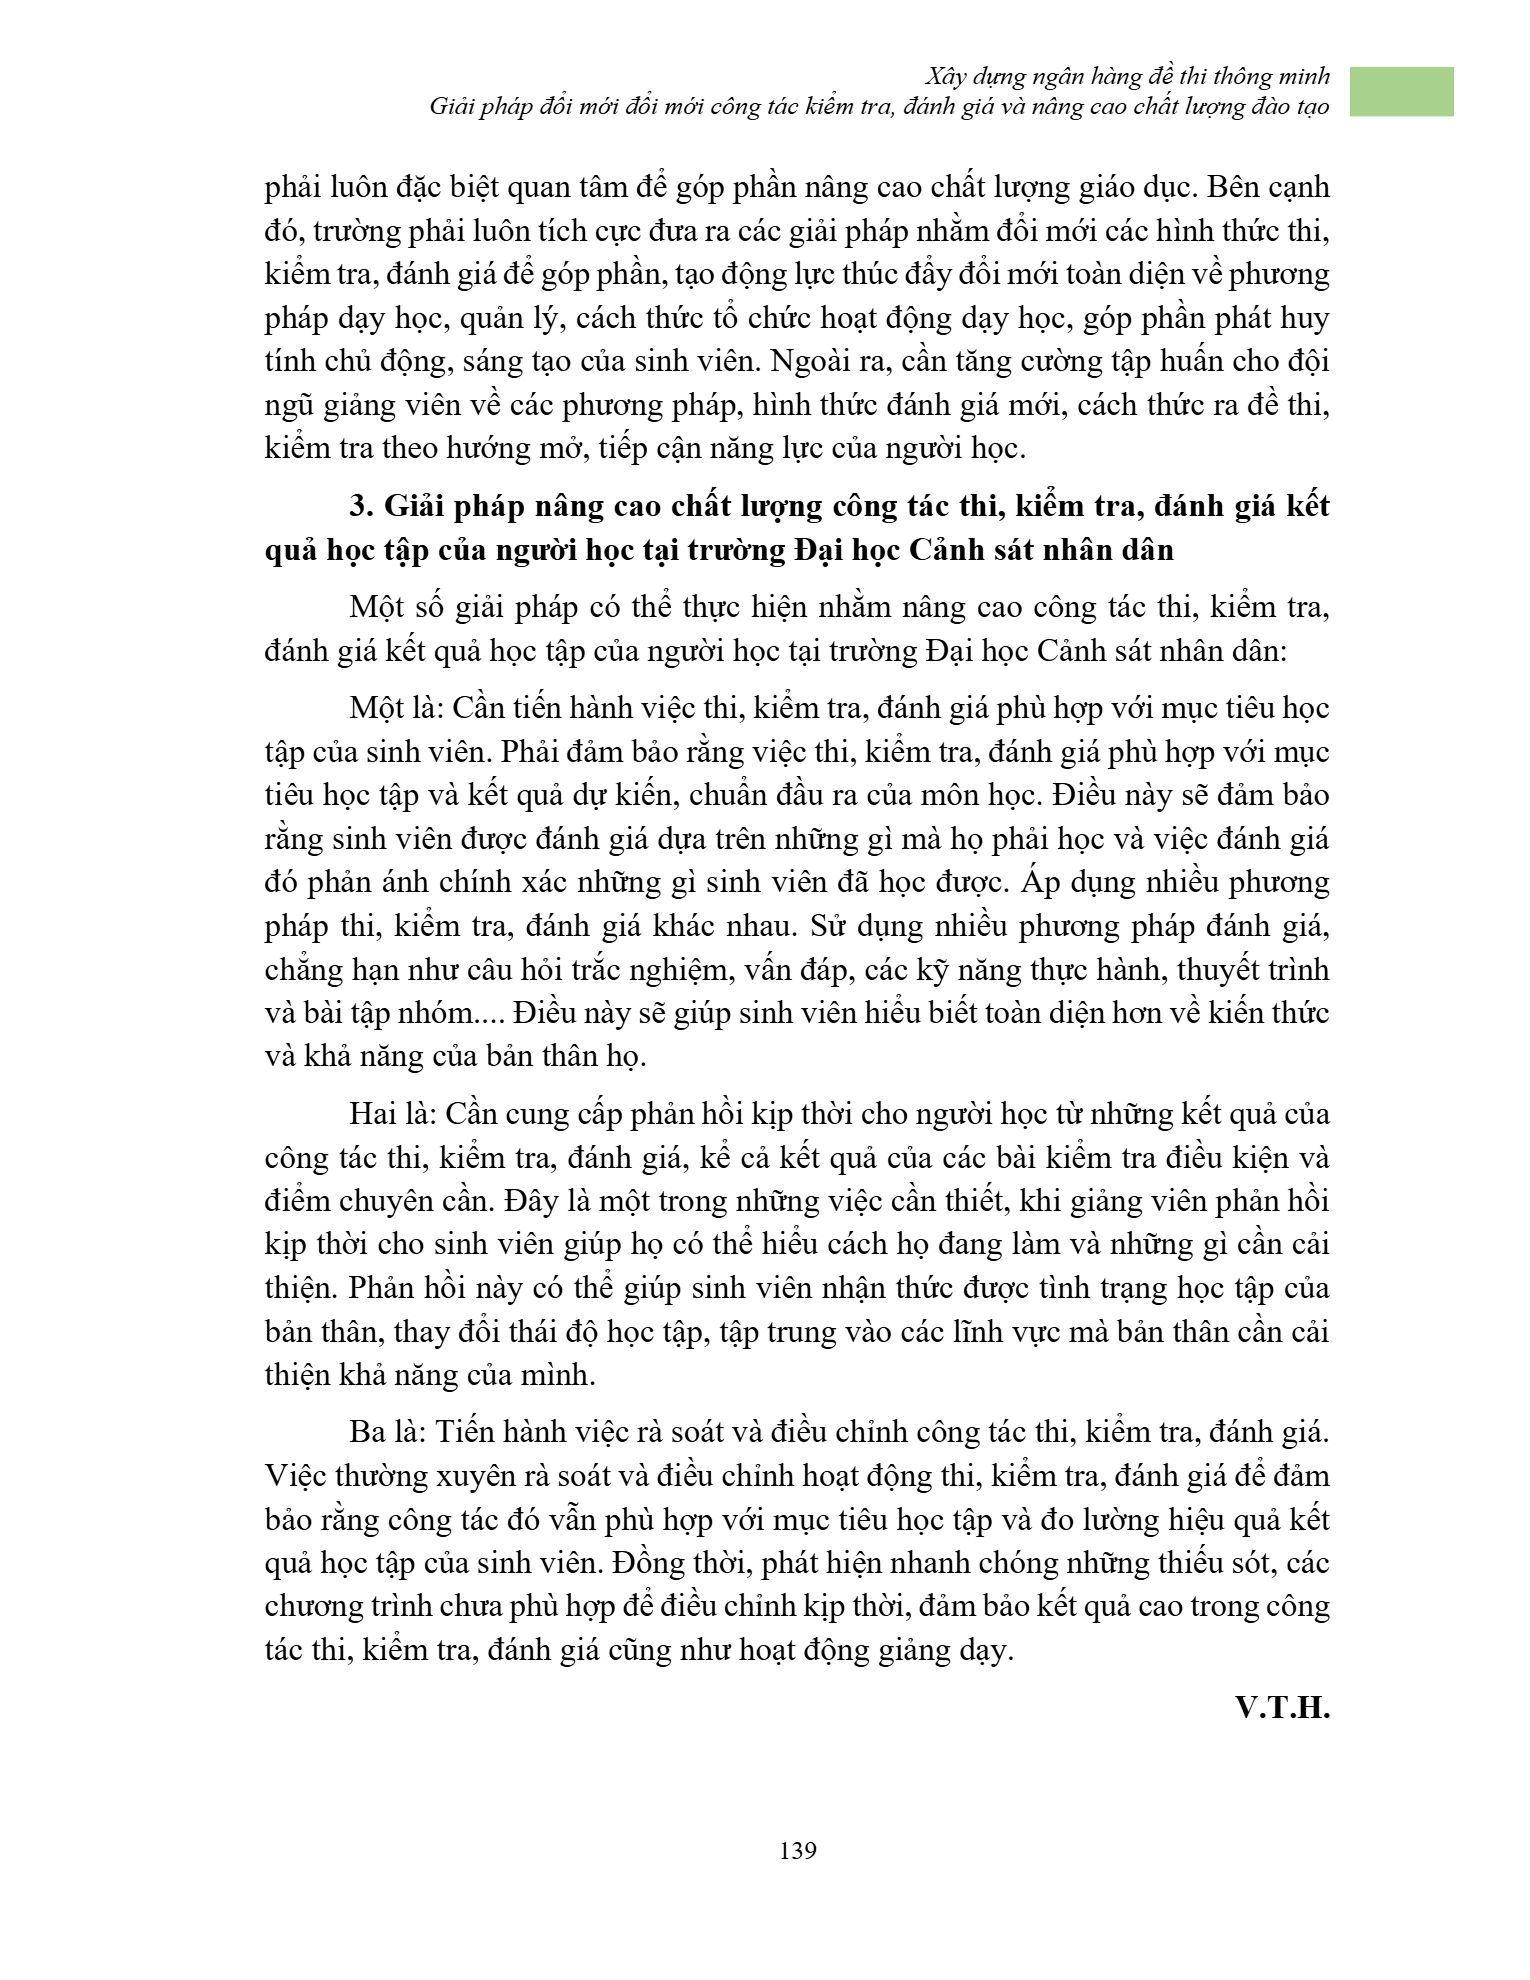 Xây dựng ngân hàng đề thi thông minh
Giải pháp đổi mới đổi mới công tác kiểm tra, đánh giá và nâng cao chất lượng đào tạo
phải luôn đặc biệt quan tâm để góp phần nâng cao chất lượng giáo dục. Bên cạnh
đó, trường phải luôn tích cực đưa ra các giải pháp nhằm đổi mới các hình thức thi,
kiểm tra, đánh giá để góp phần, tạo động lực thúc đẩy đổi mới toàn diện về phương
pháp dạy học, quản lý, cách thức tổ chức hoạt động dạy học, góp phần phát huy
tính chủ động, sáng tạo của sinh viên. Ngoài ra, cần tăng cường tập huấn cho đội
ngũ giảng viên về các phương pháp, hình thức đánh giá mới, cách thức ra đề thi,
kiểm tra theo hướng mở, tiếp cận năng lực của người học.
3. Giải pháp nâng cao chất lượng công tác thi, kiểm tra, đánh giá kết
quả học tập của người học tại trường Đại học Cảnh sát nhân dân
Một số giải pháp có thể thực hiện nhằm nâng cao công tác thi, kiểm tra,
đánh giá kết quả học tập của người học tại trường Đại học Cảnh sát nhân dân:
Một là: Cần tiến hành việc thi, kiểm tra, đánh giá phù hợp với mục tiêu học
tập của sinh viên. Phải đảm bảo rằng việc thi, kiểm tra, đánh giá phù hợp với mục
tiêu học tập và kết quả dự kiến, chuẩn đầu ra của môn học. Điều này sẽ đảm bảo
rằng sinh viên được đánh giá dựa trên những gì mà họ phải học và việc đánh giá
đó phản ánh chính xác những gì sinh viên đã học được. Áp dụng nhiều phương
pháp thi, kiểm tra, đánh giá khác nhau. Sử dụng nhiều phương pháp đánh giá,
chẳng hạn như câu hỏi trắc nghiệm, vấn đáp, các kỹ năng thực hành, thuyết trình
và bài tập nhóm.... Điều này sẽ giúp sinh viên hiểu biết toàn diện hơn về kiến thức
và khả năng của bản thân họ.
Hai là: Cần cung cấp phản hồi kịp thời cho người học từ những kết quả của
công tác thi, kiểm tra, đánh giá, kể cả kết quả của các bài kiểm tra điều kiện và
điểm chuyên cần. Đây là một trong những việc cần thiết, khi giảng viên phản hồi
kịp thời cho sinh viên giúp họ có thể hiểu cách họ đang làm và những gì cần cải
thiện. Phản hồi này có thể giúp sinh viên nhận thức được tình trạng học tập của
bản thân, thay đổi thái độ học tập, tập trung vào các lĩnh vực mà bản thân cần cải
thiện khả năng của mình.
Ba là: Tiến hành việc rà soát và điều chỉnh công tác thi, kiểm tra, đánh giá.
Việc thường xuyên rà soát và điều chỉnh hoạt động thi, kiểm tra, đánh giá để đảm
bảo rằng công tác đó vẫn phù hợp với mục tiêu học tập và đo lường hiệu quả kết
quả học tập của sinh viên. Đồng thời, phát hiện nhanh chóng những thiếu sót, các
chương trình chưa phù hợp để điều chỉnh kịp thời, đảm bảo kết quả cao trong công
tác thi, kiểm tra, đánh giá cũng như hoạt động giảng dạy.
V.T.H.
139